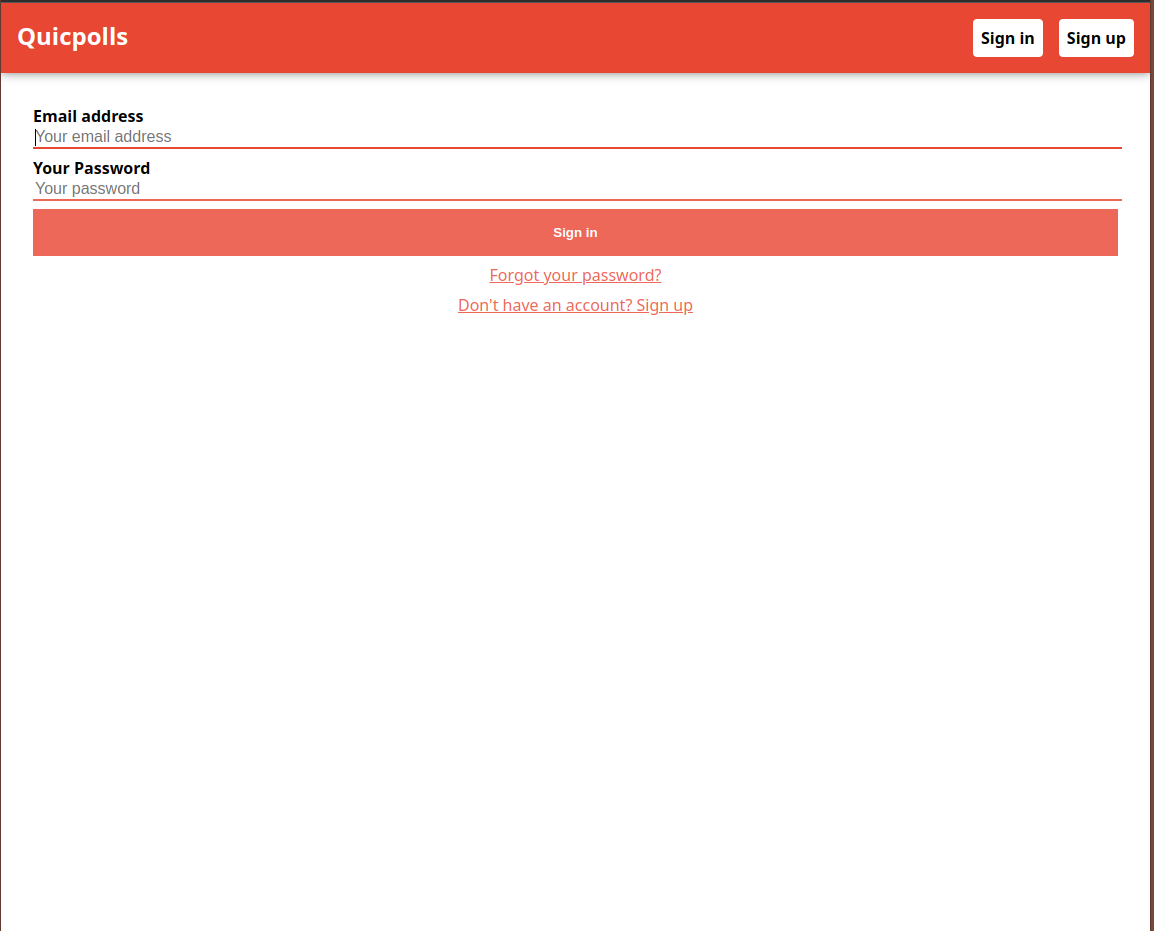 Quicpolls
Sign in
Sign up
Email address
Your email address
Your Password
Your password
Sign in
Forgot your password?
Don't have an account? Sign up